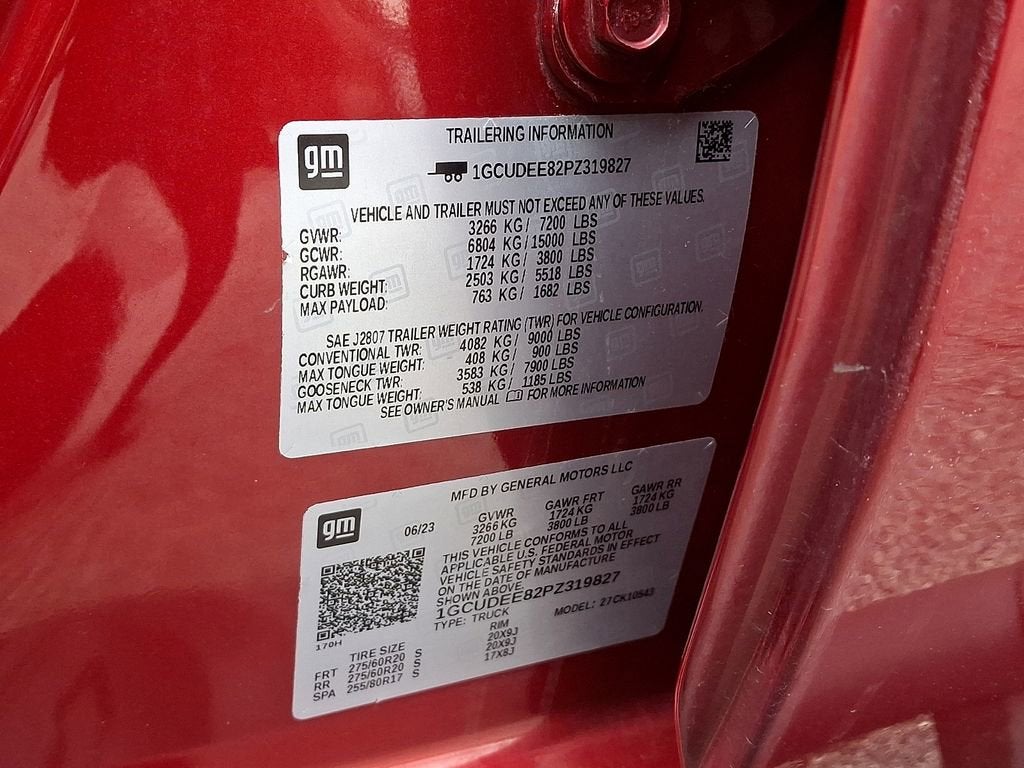 gm
TRAILERING INFORMATION
1GCUDEE82PZ319827
VEHICLE AND TRAILER MUST NOT EXCEED ANY OF THESE VALUES.
GVWR: 3266 KG/ 7200 LBS
GCWR: 6804 KG/15000 LBS
RGAWR: 1724 KG/ 3800 LBS
CURB WEIGHT: 2503 KG/ 5518 LBS
MAX PAYLOAD: 763 KG/ 1682 LBS
SAE J2807 TRAILER WEIGHT RATING (TWR) FOR VEHICLE CONFIGURATION.
CONVENTIONAL TWR: 4082 KG/ 9000 LBS
MAX TONGUE WEIGHT: 408 KG/ 900 LBS
GOOSENECK TWR: 3583 KG/ 7900 LBS
MAX TONGUE WEIGHT: 538 KG/ 1185 LBS
SEE OWNER'S MANUAL FOR MORE INFORMATION
gm
MFD BY GENERAL MOTORS LLC
06/23 GVWR GAWR FRT GAWR RR
3266 KG 1724 KG 1724 KG
7200 LB 3800 LB 3800 LB
THIS VEHICLE CONFORMS TO ALL
APPLICABLE U.S. FEDERAL MOTOR
VEHICLE SAFETY STANDARDS IN EFFECT
ON THE DATE OF MANUFACTURE
SHOWN ABOVE
1GCUDEE82PZ319827
TYPE: TRUCK MODEL: 27CK10543
170H
TIRE SIZE RIM
FRT 275/60R20 S 20X9J
RR 275/60R20 S 20X9J
SPA 255/80R17 S 17X8J